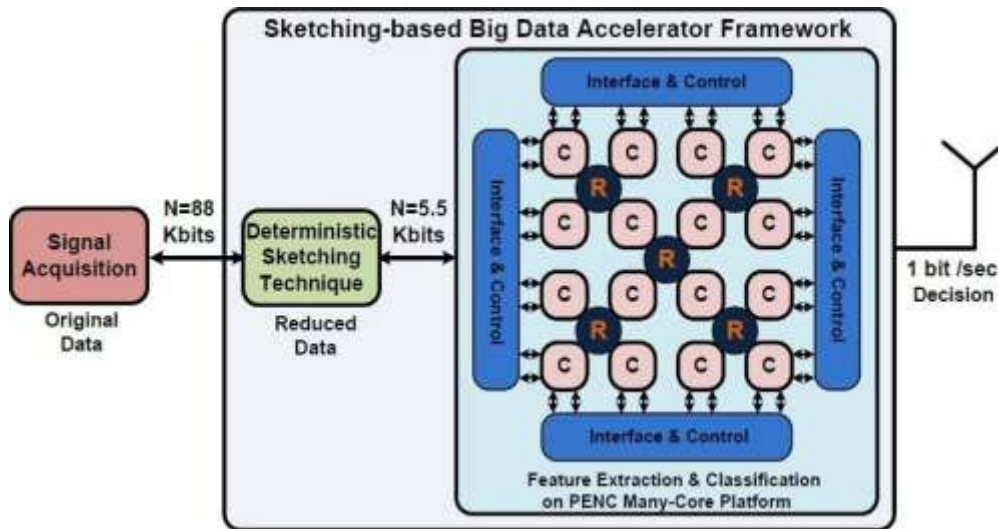 Sketching-based Big Data Accelerator Framework
Interface & Control
C C C C
R R
C C C C
R
C C C C
R R
C C C C
Interface & Control
Interface & Control
Interface & Control
Feature Extraction & Classification
on PENC Many-Core Platform
Signal
Acquisition
Original
Data
N=88
Kbits
Deterministic
Sketching
Technique
Reduced
Data
N=5.5
Kbits
1 bit /sec
Decision